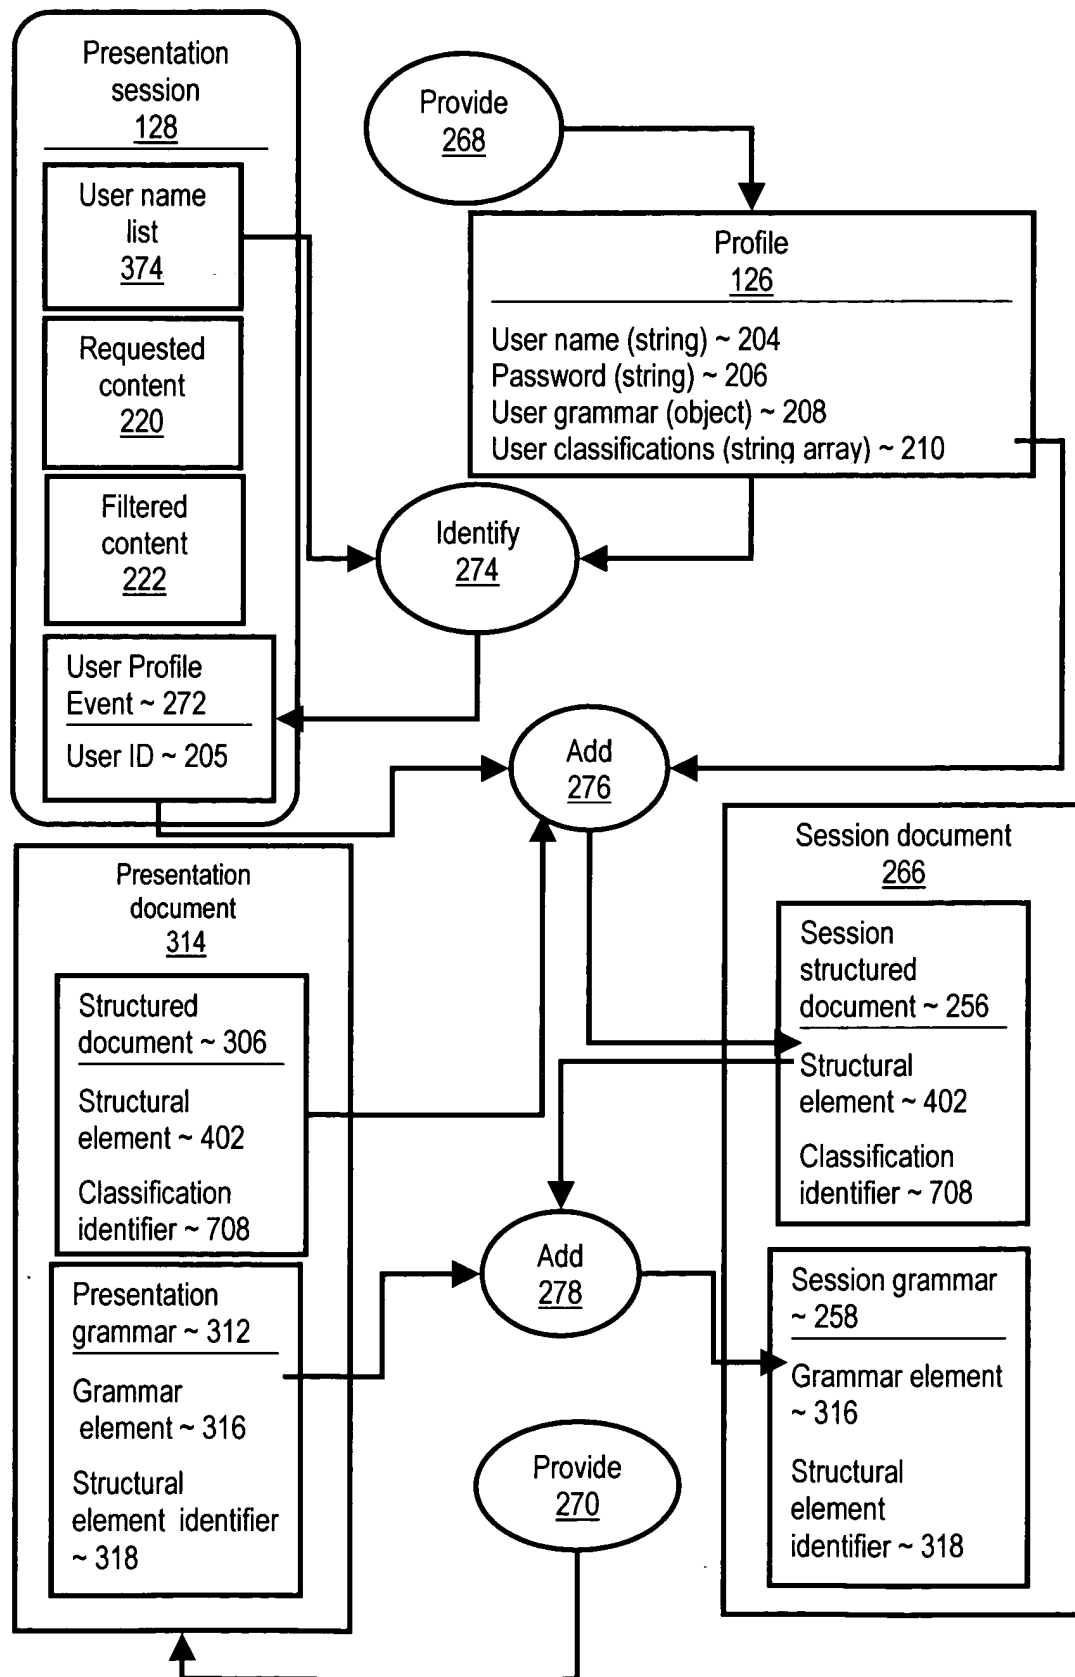 Presentation
session
128
User name
list
374
Requested
content
220
Filtered
content
222
User Profile
Event ~ 272
User ID ~ 205
Provide
268
Profile
126
User name (string) ~ 204
Password (string) ~ 206
User grammar (object) ~ 208
User classifications (string array) ~ 210
Identify
274
Add
276
Presentation
document
314
Structured
document ~ 306
Structural
element ~ 402
Classification
identifier ~ 708
Presentation
grammar ~ 312
Grammar
element ~ 316
Structural
element identifier
~ 318
Add
278
Provide
270
Session document
266
Session
structured
document ~ 256
Structural
element ~ 402
Classification
identifier ~ 708
Session grammar
~ 258
Grammar element
~ 316
Structural
element
identifier ~ 318